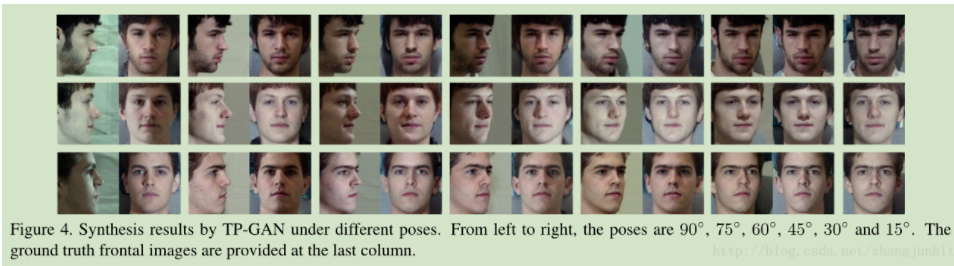 Figure 4. Synthesis results by TP-GAN under different poses. From left to right, the poses are 90°, 75°, 60°, 45°, 30° and 15°. The
ground truth frontal images are provided at the last column.
http://blog.csdn.net/zhangjunhit